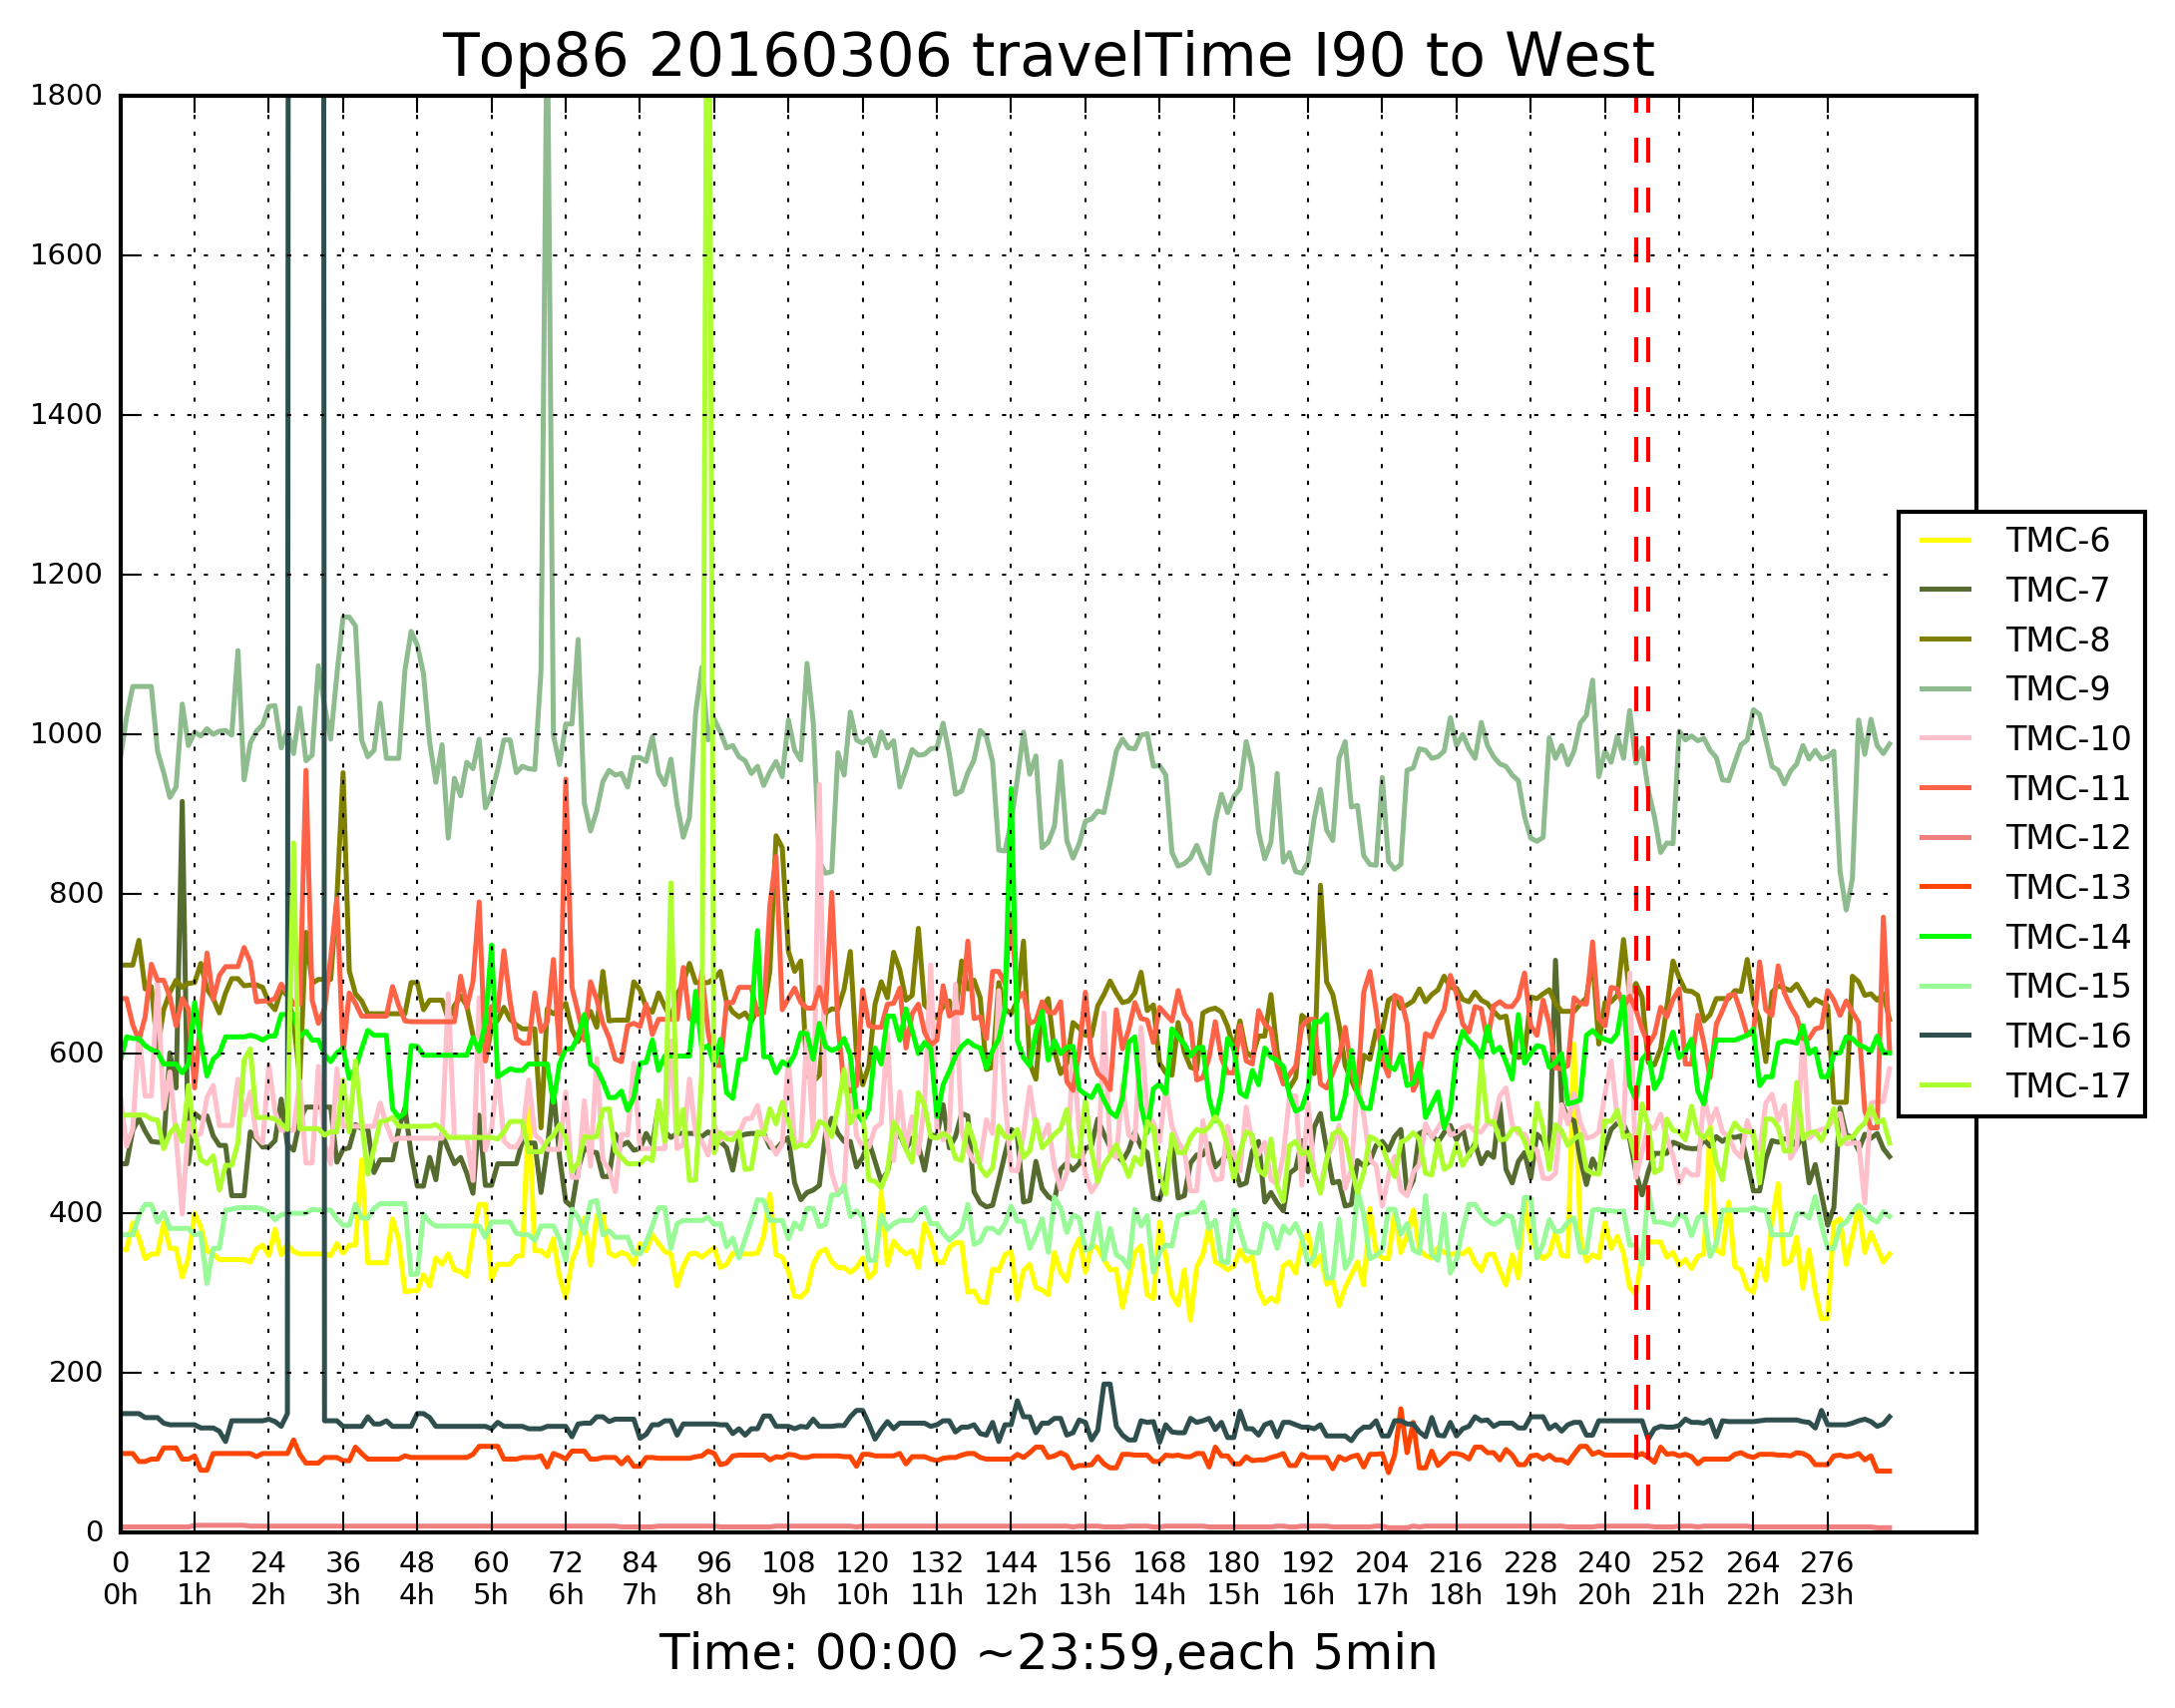 Top86 20160306 travelTime I90 to West
1800
1600
1400
1200
1000
800
600
400
200
0
TMC-6
TMC-7
TMC-8
TMC-9
TMC-10
TMC-11
TMC-12
TMC-13
TMC-14
TMC-15
TMC-16
TMC-17
0 12 24 36 48 60 72 84 96 108 120 132 144 156 168 180 192 204 216 228 240 252 264 276
0h 1h 2h 3h 4h 5h 6h 7h 8h 9h 10h 11h 12h 13h 14h 15h 16h 17h 18h 19h 20h 21h 22h 23h
Time: 00:00 ~23:59,each 5min